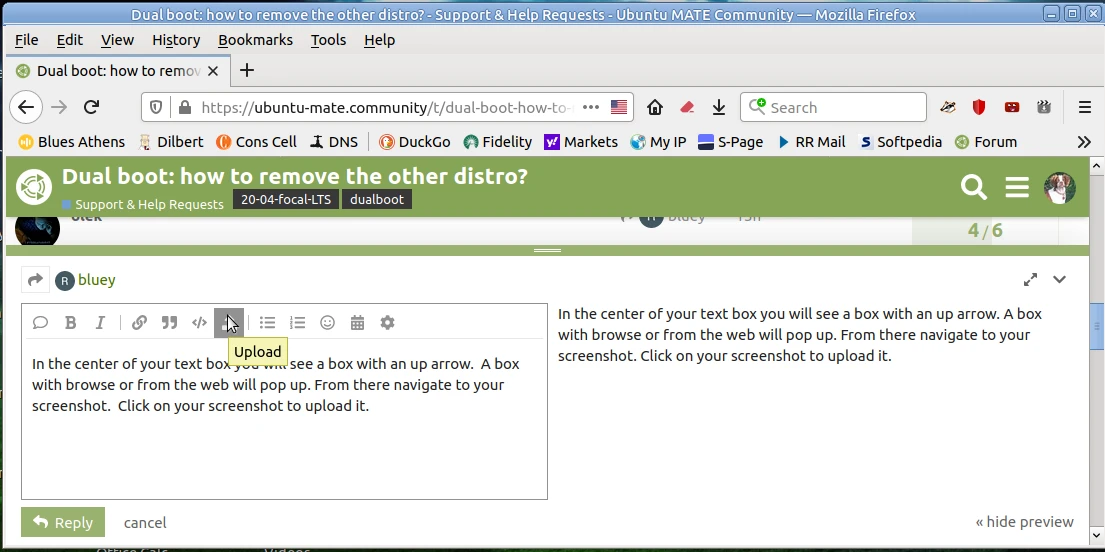 Dual boot: how to remove the other distro? - Support & Help Requests - Ubuntu MATE Community — Mozilla Firefox
File Edit View History Bookmarks Tools Help
Dual boot: how to remov
https://ubuntu-mate.community/t/dual-boot-how-to- Search
Blues Athens Dilbert Cons Cell DNS DuckGo Fidelity Markets My IP S-Page RR Mail Softpedia Forum
Dual boot: how to remove the other distro?
Support & Help Requests 20-04-focal-LTS dualboot
R bluey 15h
4 / 6
R bluey
B I
Upload
In the center of your text box you will see a box with an up arrow. A box
with browse or from the web will pop up. From there navigate to your
screenshot. Click on your screenshot to upload it.
In the center of your text box you will see a box with an up arrow. A box
with browse or from the web will pop up. From there navigate to your
screenshot. Click on your screenshot to upload it.
Reply cancel
« hide preview
Office Calc Videos